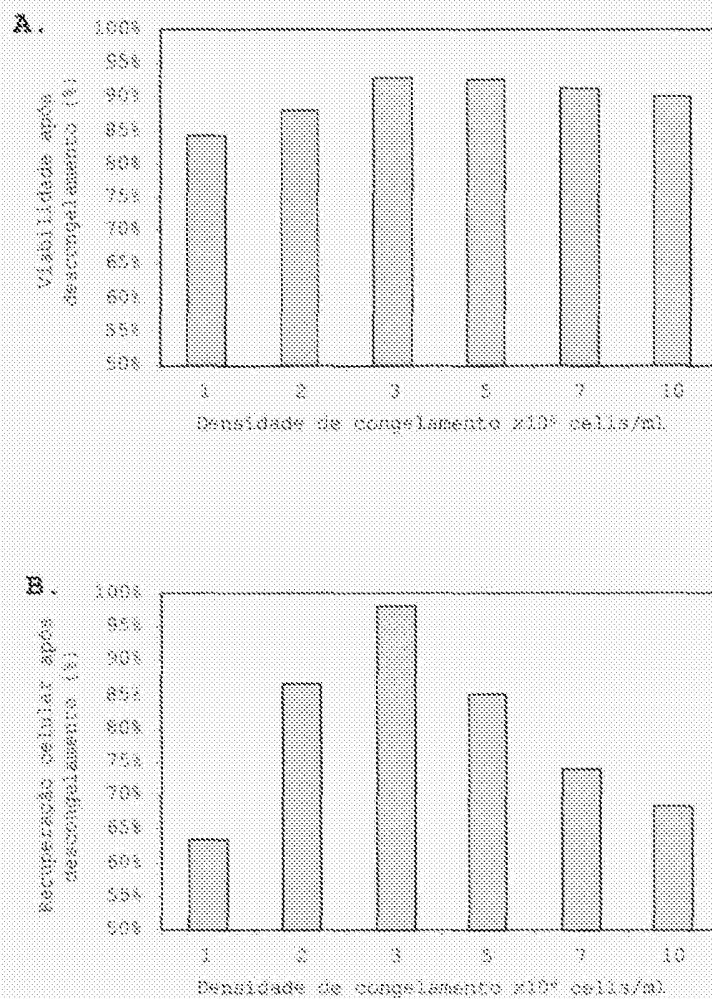 A.
Viabilidade após
descongelamento (%)
100%
95%
90%
85%
80%
75%
70%
65%
60%
55%
50%
1 2 3 5 7 10
Densidade de congelamento x10⁶ cells/ml
B.
Recuperação celular após
descongelamento (%)
100%
95%
90%
85%
80%
75%
70%
65%
60%
55%
50%
1 2 3 5 7 10
Densidade de congelamento x10⁶ cells/ml